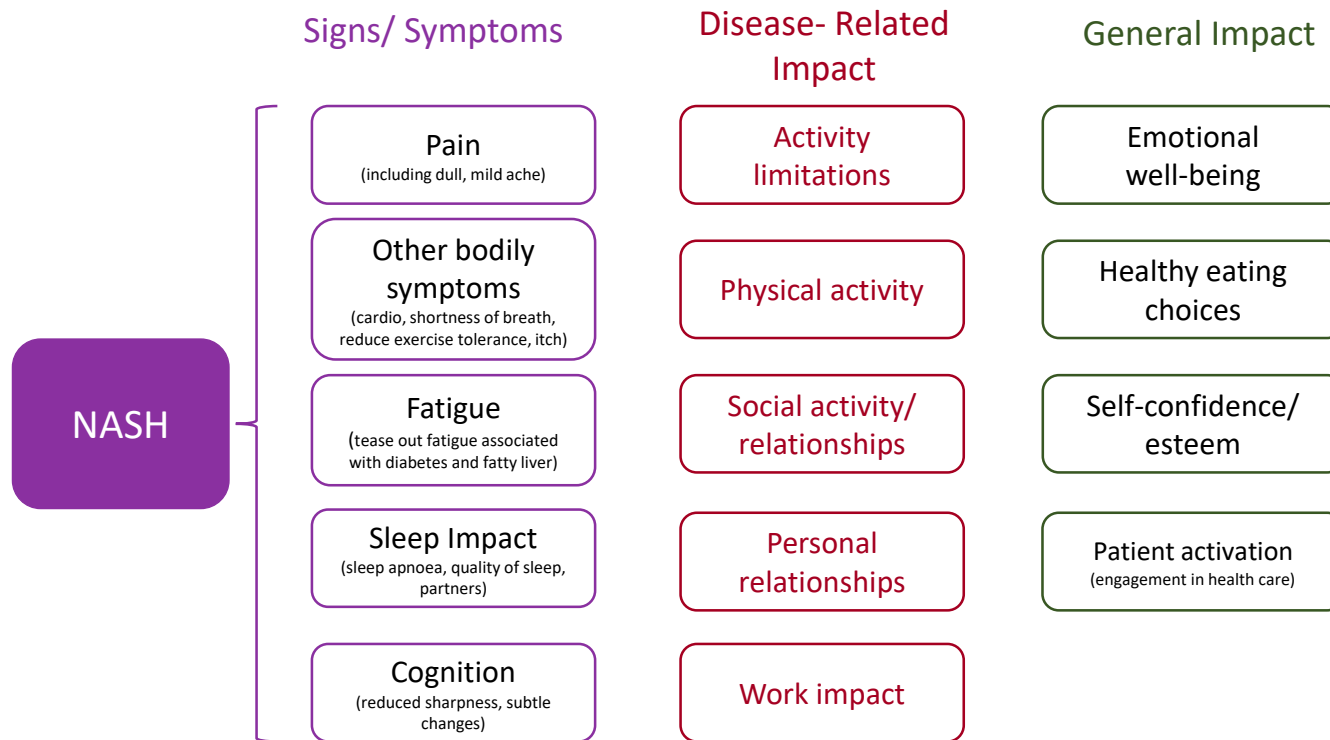 Signs/ Symptoms
Disease- Related
Impact
General Impact
NASH
Pain
(including dull, mild ache)
Other bodily
symptoms
(cardio, shortness of breath,
reduce exercise tolerance, itch)
Fatigue
(tease out fatigue associated
with diabetes and fatty liver)
Sleep Impact
(sleep apnoea, quality of sleep,
partners)
Cognition
(reduced sharpness, subtle
changes)
Activity
limitations
Physical activity
Social activity/
relationships
Personal
relationships
Work impact
Emotional
well-being
Healthy eating
choices
Self-confidence/
esteem
Patient activation
(engagement in health care)